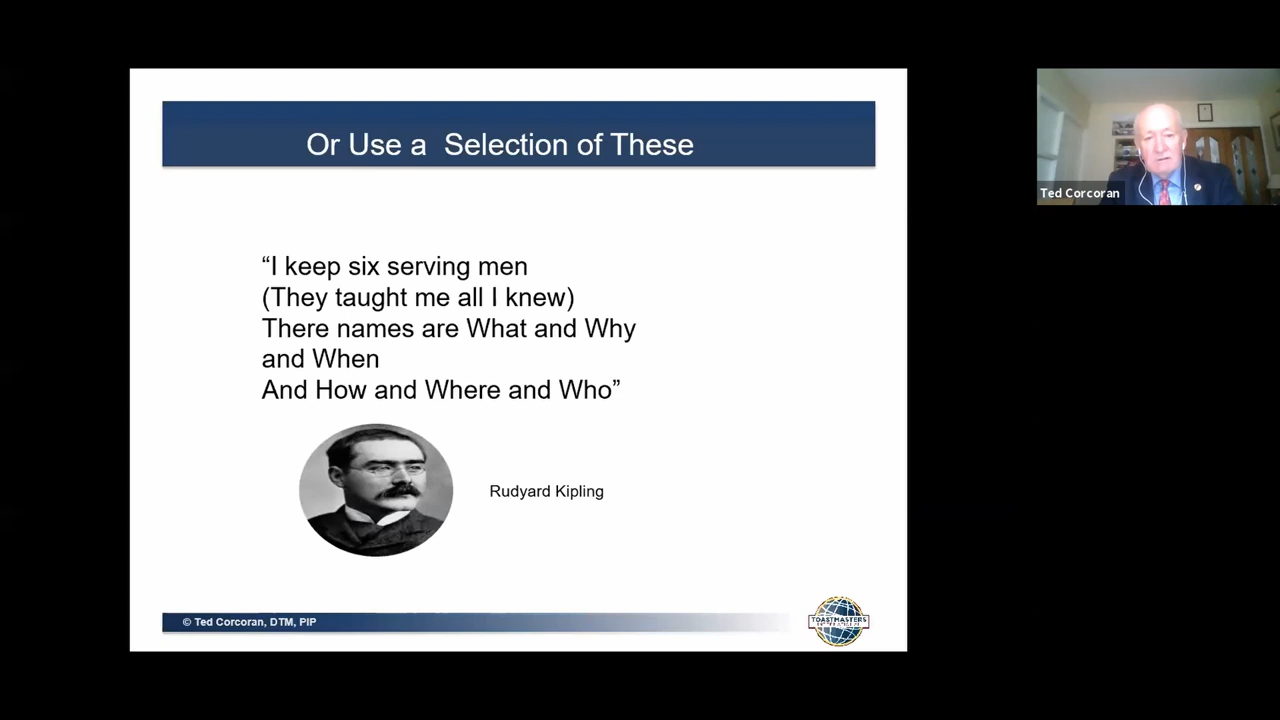 Or Use a  Selection of These
“I keep six serving men
(They taught me all I knew)
There names are What and Why
and When
And How and Where and Who”
Rudyard Kipling
© Ted Corcoran, DTM, PIP
TOASTMASTERS
INTERNATIONAL
Ted Corcoran